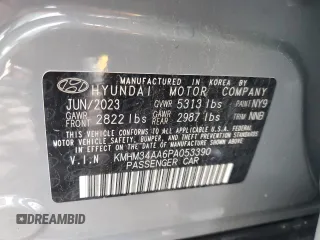 MANUFACTURED IN KOREA BY
HYUNDAI MOTOR COMPANY
JUN/2023 GVWR 5313 lbs PAINT NY9
GAWR FRONT 2822 lbs GAWR REAR 2987 lbs TRIM NNB
THIS VEHICLE CONFORMS TO ALL APPLICABLE
FEDERAL MOTOR VEHICLE SAFETY, BUMPER, AND
THEFT PREVENTION STANDARDS IN EFFECT ON
THE DATE OF MANUFACTURE SHOWN ABOVE.
V.I.N KMHM34AA6PA053390
PASSENGER CAR
DREAMBID
DREAMBID